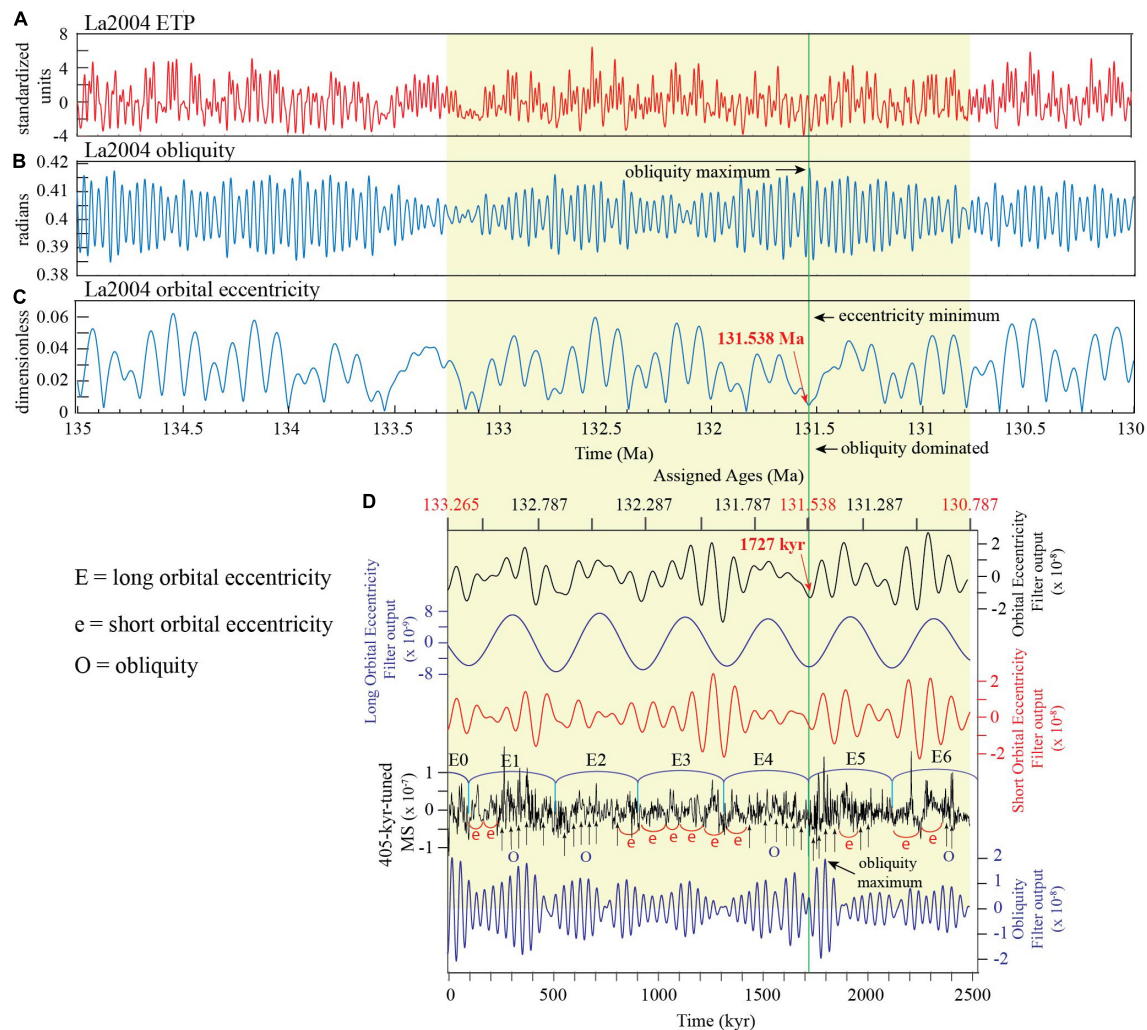 A
La2004 ETP
standardized
units
8
4
0
-4
B
La2004 obliquity
obliquity maximum
radians
0.42
0.41
0.4
0.39
0.38
C
La2004 orbital eccentricity
eccentricity minimum
131.538 Ma
dimensionless
0.06
0.04
0.02
0
135
134.5
134
133.5
133
132.5
132
131.5
131
130.5
130
Time (Ma)
obliquity dominated
Assigned Ages (Ma)
D
133.265
132.787
132.287
131.787
131.538
131.287
130.787
E = long orbital eccentricity
e = short orbital eccentricity
O = obliquity
1727 kyr
2
0
-2
Orbital Eccentricity
Filter output
(x 10-8)
Long Orbital Eccentricity
Filter output
(x 10-9)
8
0
-8
2
0
-2
Short Orbital Eccentricity
Filter output
(x 10-8)
E0
E1
E2
E3
E4
E5
E6
405-kyr-tuned
MS (x 10-7)
1
0
-1
e
e
e
e
e
e
e
e
e
e
O
O
O
O
obliquity
maximum
2
1
0
-1
-2
Obliquity
Filter output
(x 10-8)
0
500
1000
1500
2000
2500
Time (kyr)